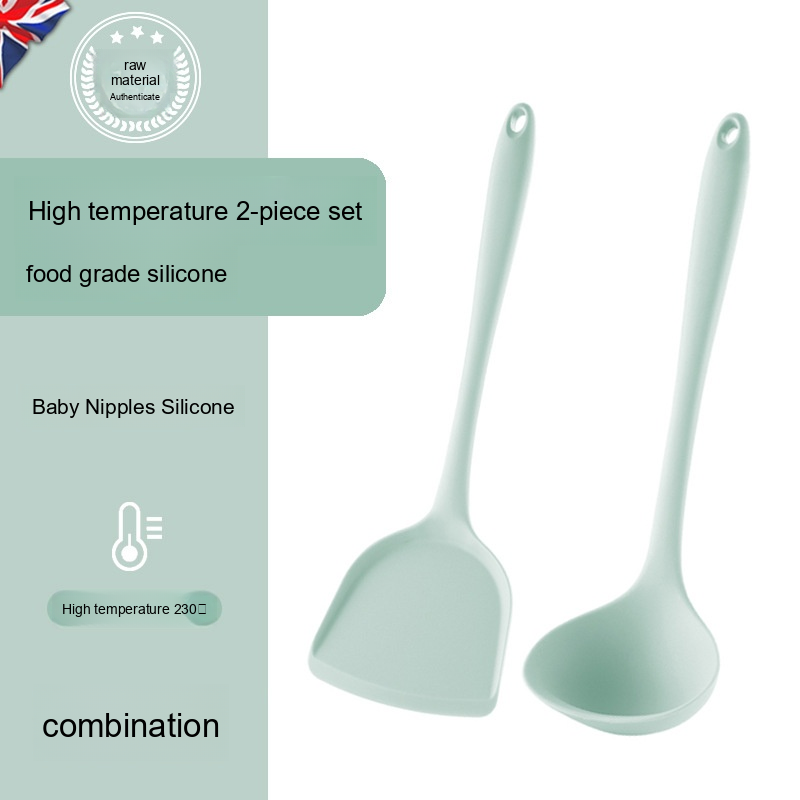 raw
material
Authenticate
High temperature 2-piece set
food grade silicone
Baby Nipples Silicone
High temperature 230□
combination